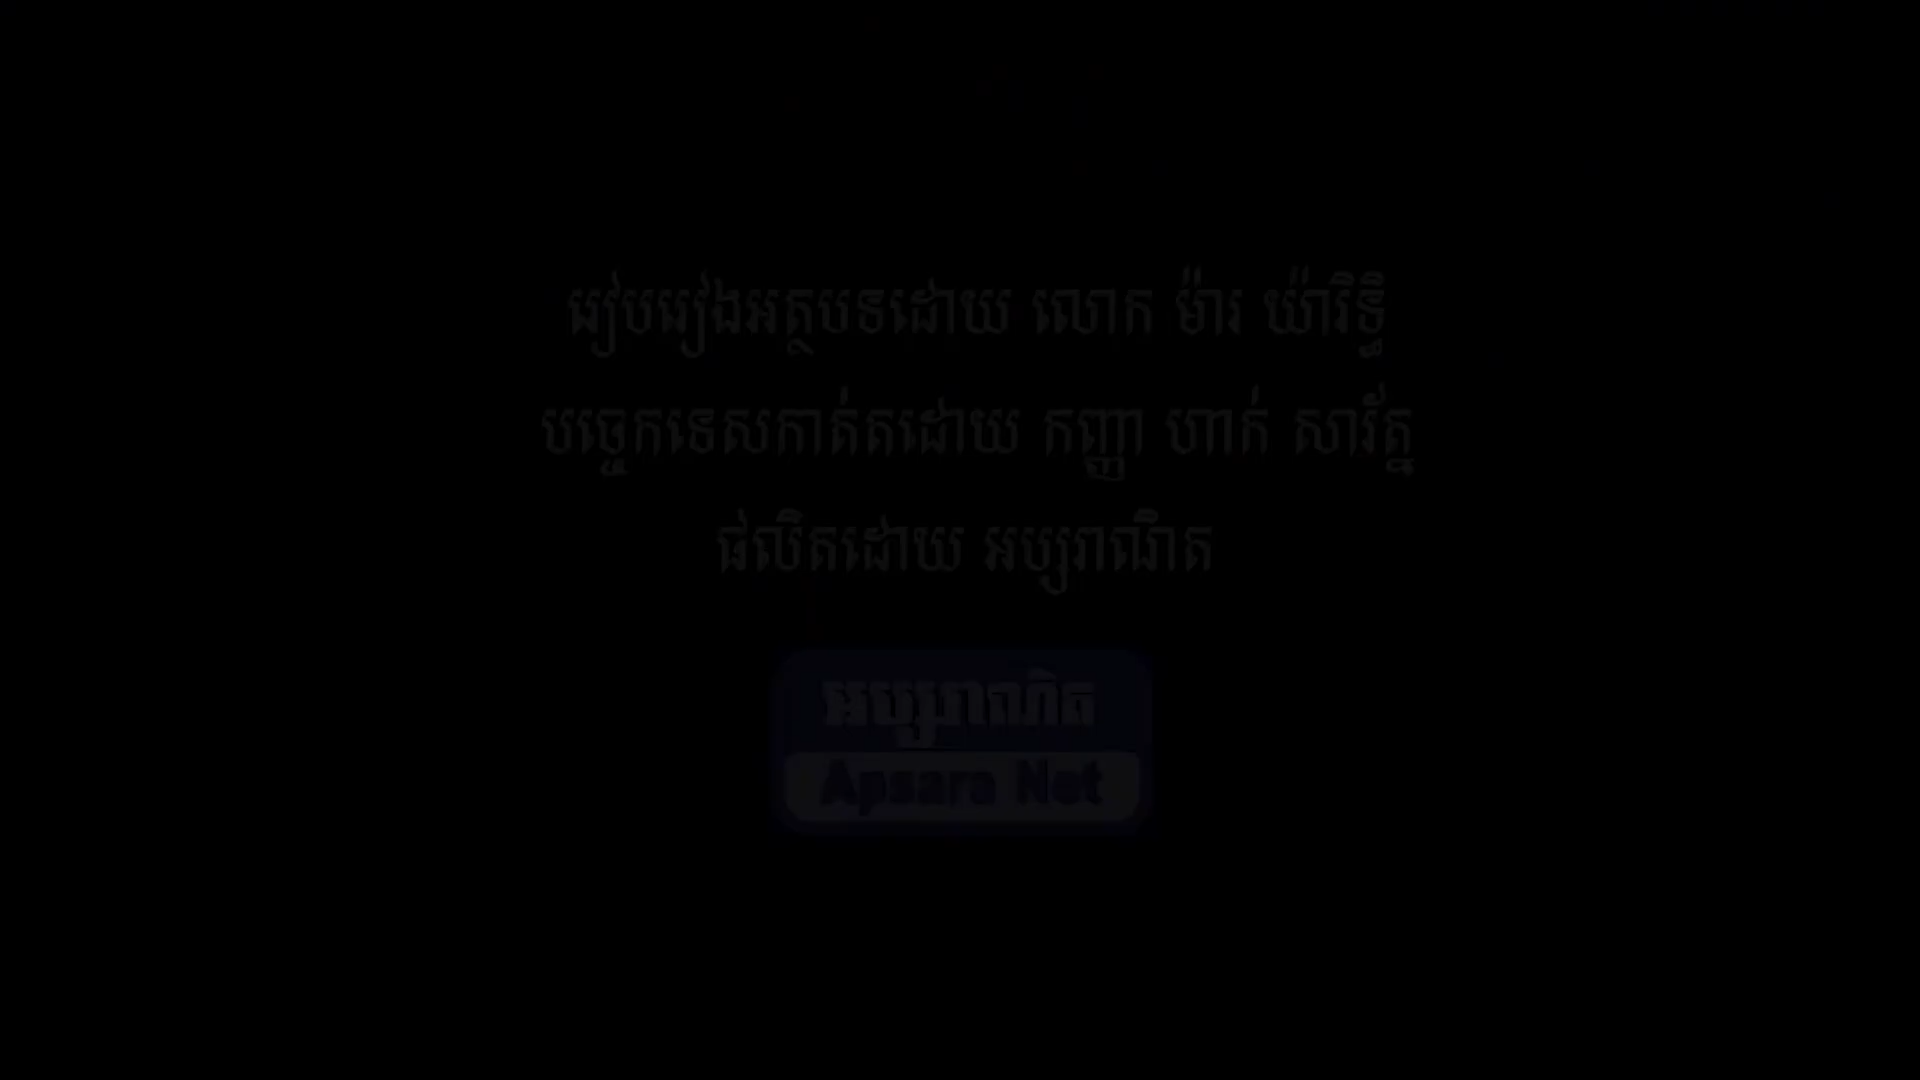 រៀបរៀងអត្ថបទដោយ លោក ម៉ារ យ៉ារិទ្ធិ
បច្ចេកទេសកាត់តដោយ កញ្ញា ហាក់ សាវ័ត្ន
ផលិតដោយ អប្សរាណិត
អប្សរាណិត
Apsara Net